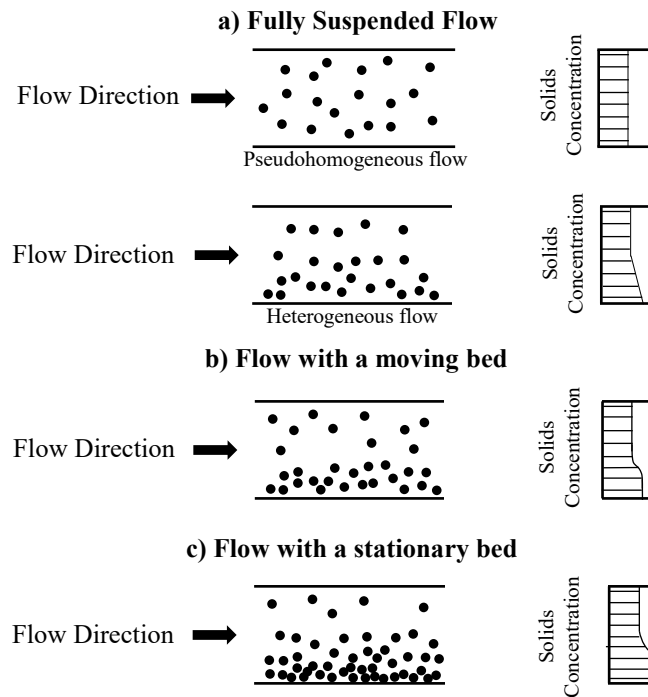 a) Fully Suspended Flow
Flow Direction
Solids
Concentration
Pseudohomogeneous flow
Flow Direction
Solids
Concentration
Heterogeneous flow
b) Flow with a moving bed
Flow Direction
Solids
Concentration
c) Flow with a stationary bed
Flow Direction
Solids
Concentration